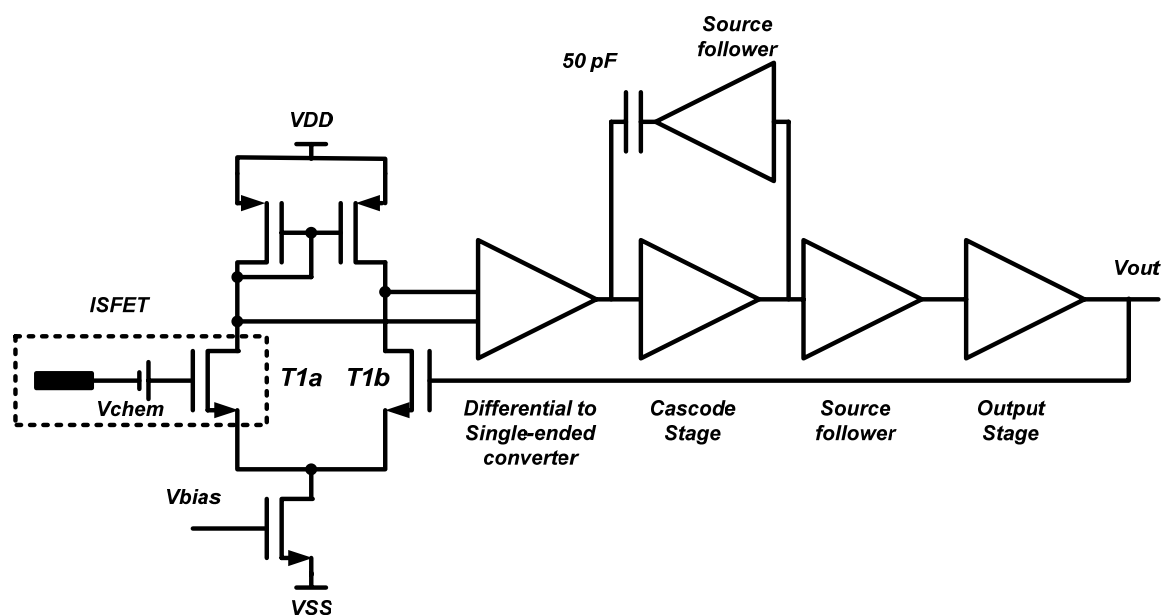 Source
follower
50 pF
VDD
ISFET
Vout
T1a
T1b
Vchem
Differential to
Single-ended
converter
Cascode
Stage
Source
follower
Output
Stage
Vbias
VSS